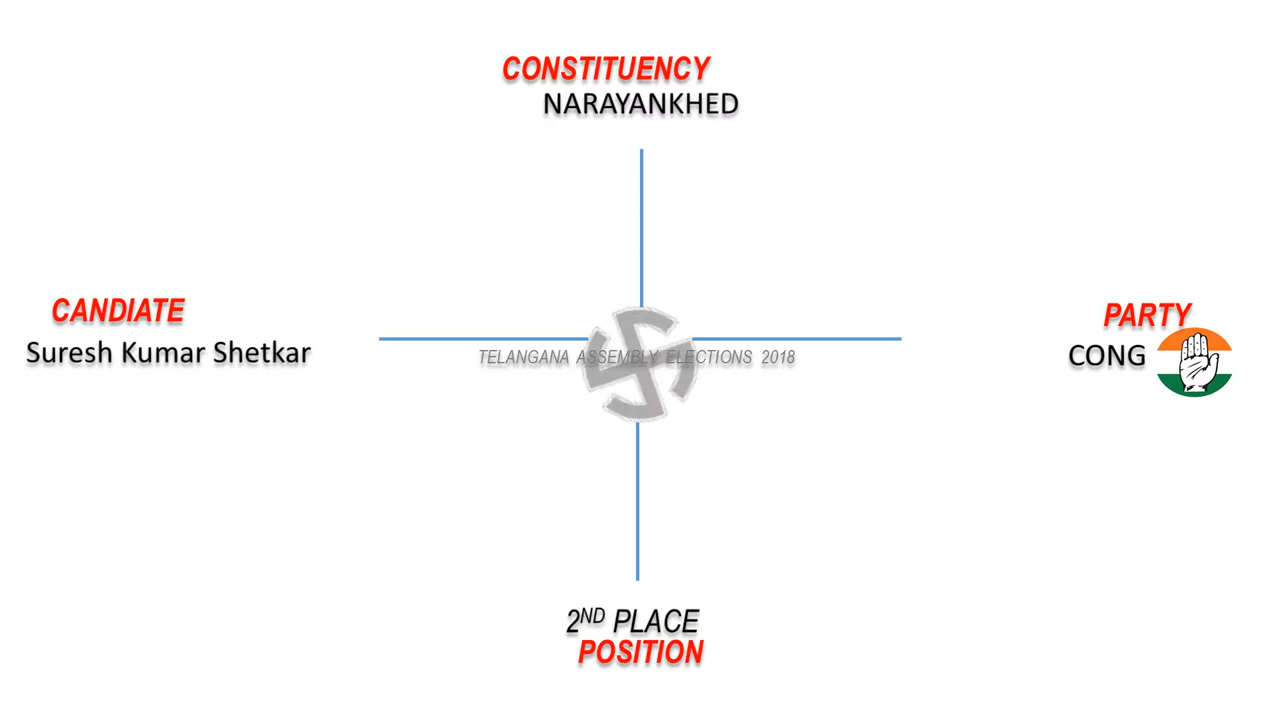 CONSTITUENCY
NARAYANKHED
CANDIATE
Suresh Kumar Shetkar
TELANGANA ASSEMBLY ELECTIONS 2018
PARTY
CONG
2ND PLACE
POSITION